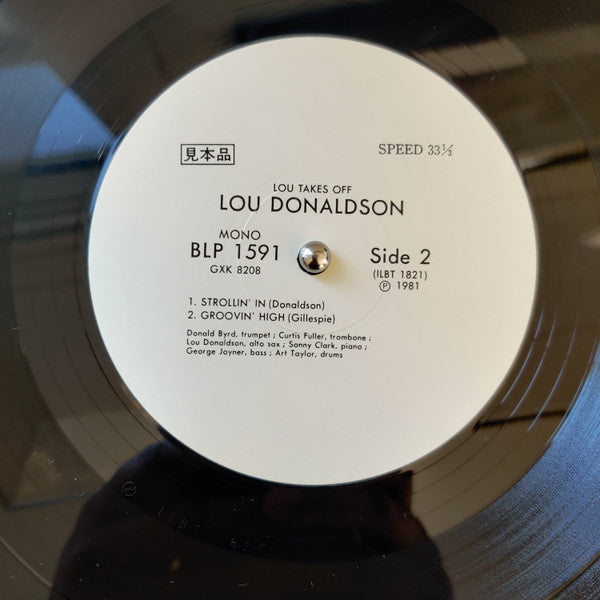 見本品
SPEED 33⅓
LOU TAKES OFF
LOU DONALDSON
MONO
BLP 1591
GXK 8208
Side 2
(ILBT 1821)
Ⓟ 1981
1. STROLLIN' IN (Donaldson)
2. GROOVIN' HIGH (Gillespie)
Donald Byrd, trumpet ; Curtis Fuller, trombone ;
Lou Donaldson, alto sax ; Sonny Clark, piano ;
George Joyner, bass ; Art Taylor, drums